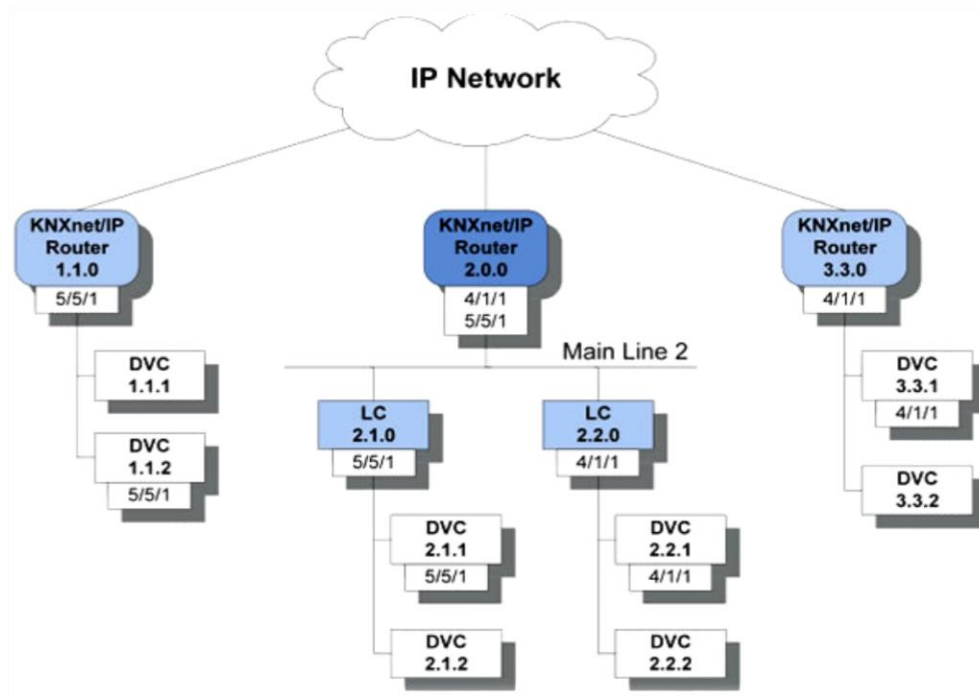 IP Network
KNXnet/IP
Router
1.1.0
5/5/1
DVC
1.1.1
DVC
1.1.2
5/5/1
KNXnet/IP
Router
2.0.0
4/1/1
5/5/1
Main Line 2
LC
2.1.0
5/5/1
DVC
2.1.1
5/5/1
DVC
2.1.2
LC
2.2.0
4/1/1
DVC
2.2.1
4/1/1
DVC
2.2.2
KNXnet/IP
Router
3.3.0
4/1/1
DVC
3.3.1
4/1/1
DVC
3.3.2